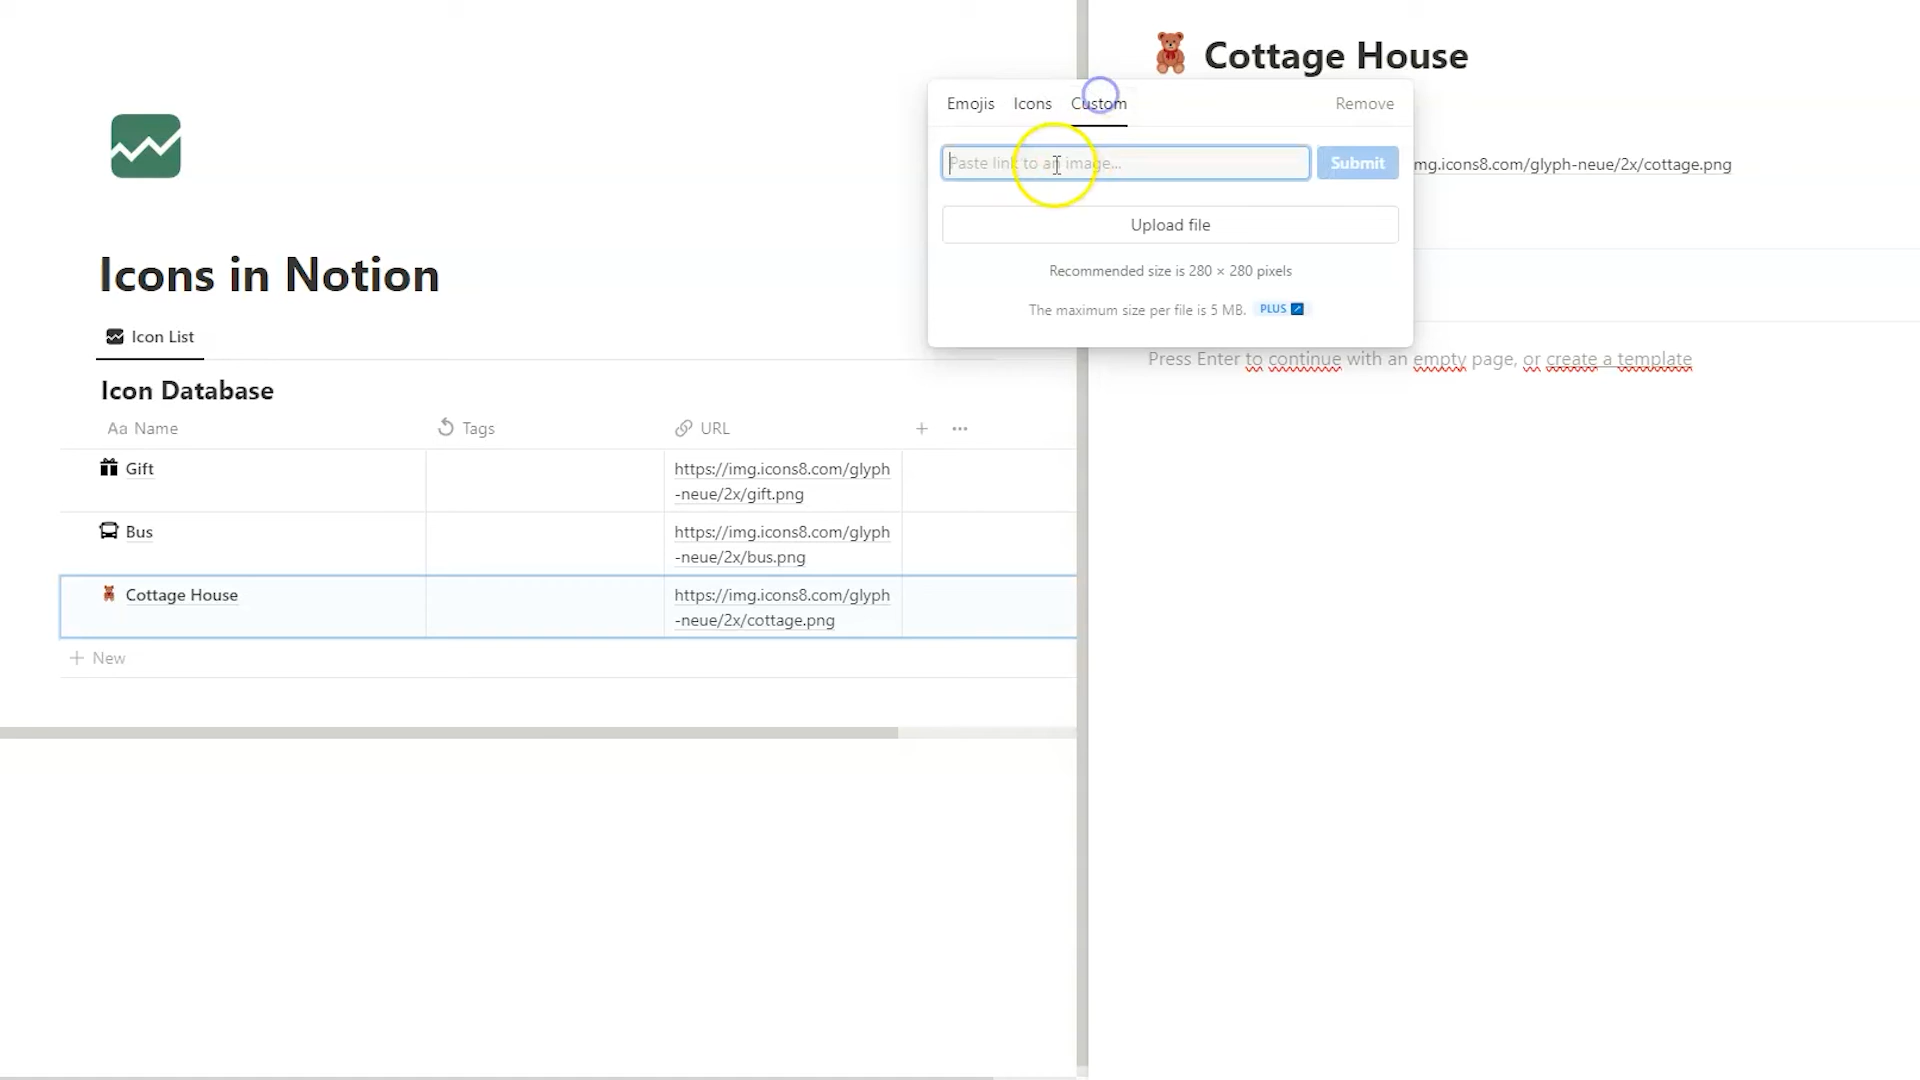 Icons in Notion
Icon List
Icon Database
Aa Name
Tags
URL
Gift
https://img.icons8.com/glyph
-neue/2x/gift.png
Bus
https://img.icons8.com/glyph
-neue/2x/bus.png
Cottage House
https://img.icons8.com/glyph
-neue/2x/cottage.png
+ New
Cottage House
Emojis Icons Custom Remove
Paste link to an image...
Submit
mg.icons8.com/glyph-neue/2x/cottage.png
Upload file
Recommended size is 280 × 280 pixels
The maximum size per file is 5 MB. PLUS
Press Enter to continue with an empty page, or create a template